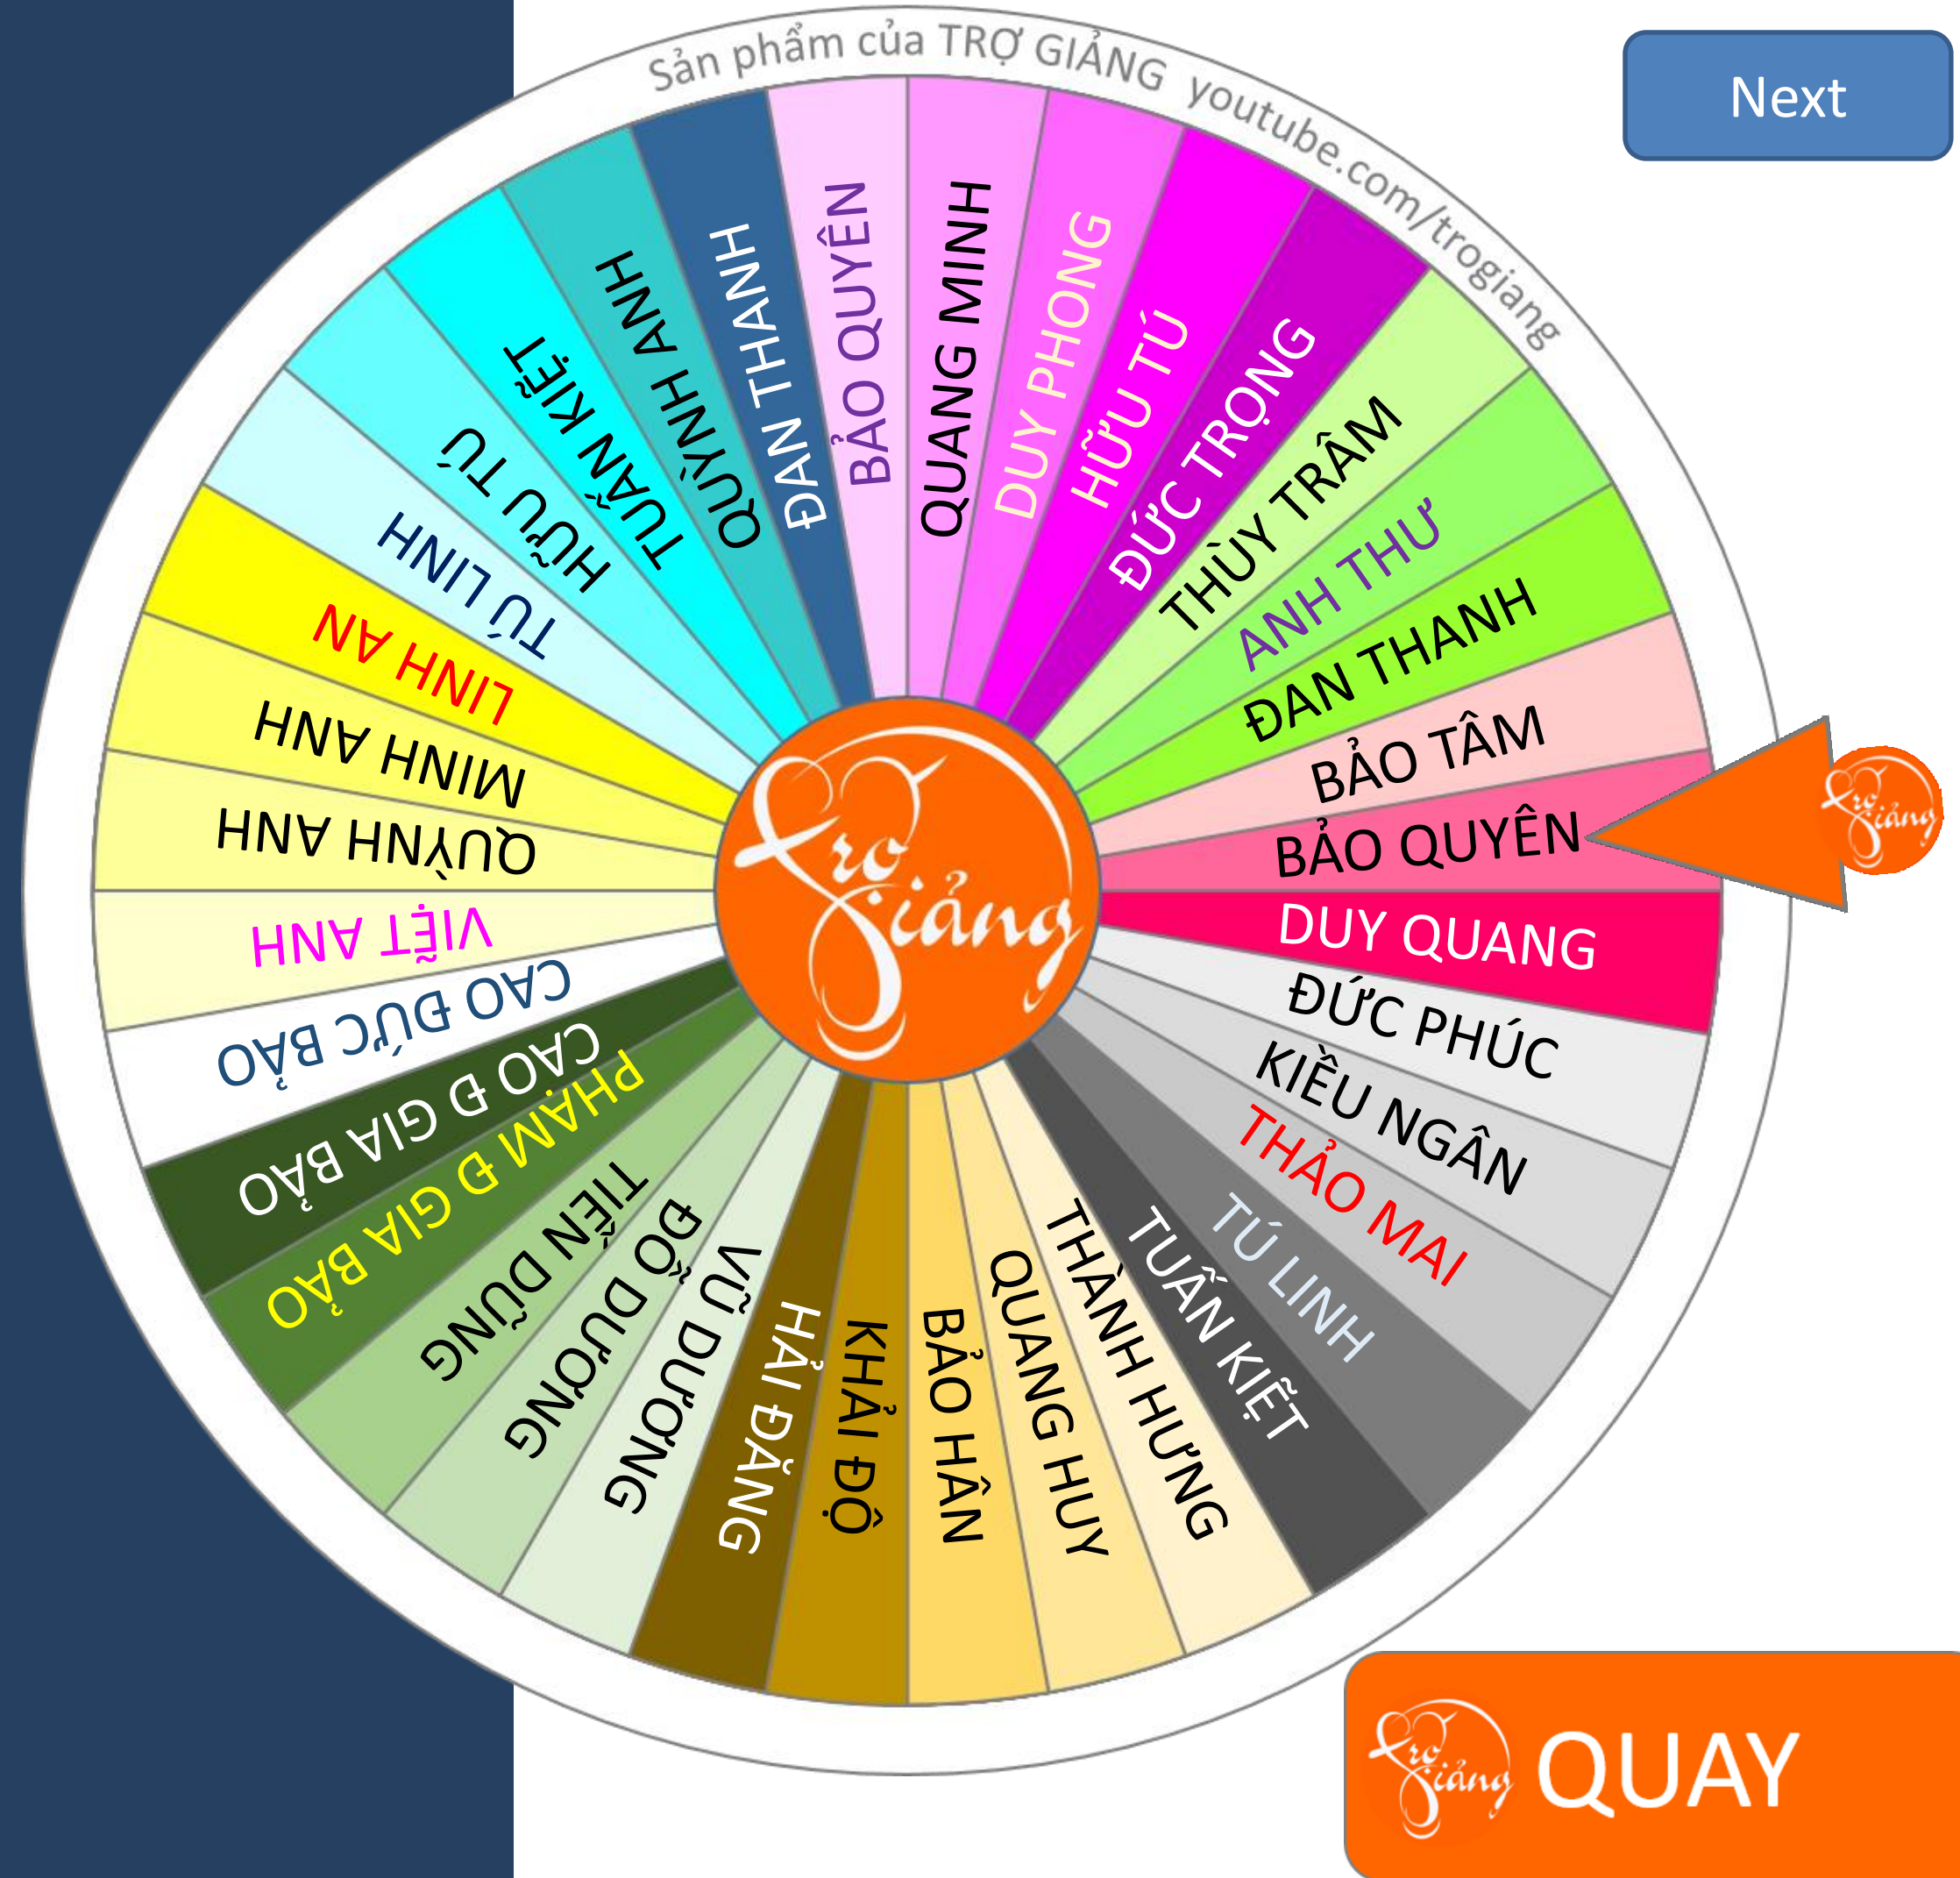 Sản phẩm của TRỢ GIẢNG youtube.com/trogiang
Next
BẢO QUYÊN
QUANG MINH
DUY PHONG
HỮU TÚ
ĐỨC TRỌNG
THÙY TRÂM
ANH THƯ
ĐAN THANH
BẢO TÂM
BẢO QUYÊN
DUY QUANG
ĐỨC PHÚC
KIỀU NGÂN
THẢO MAI
TÚ LINH
TUẤN KIỆT
THÀNH HƯNG
QUANG HUY
BẢO HÂN
KHẢI ĐỘ
HẢI ĐĂNG
VŨ DƯƠNG
ĐỖ DƯƠNG
TIẾN DŨNG
PHẠM Đ GIA BẢO
CAO Đ GIA BẢO
CAO ĐỨC BẢO
VIỆT ANH
QUỲNH ANH
MINH ANH
LINH AN
TÚ LINH
HỮU TÚ
TUẤN KIỆT
QUỲNH ANH
ĐAN THANH
Trợ Giảng
Trợ Giảng
Trợ Giảng
QUAY